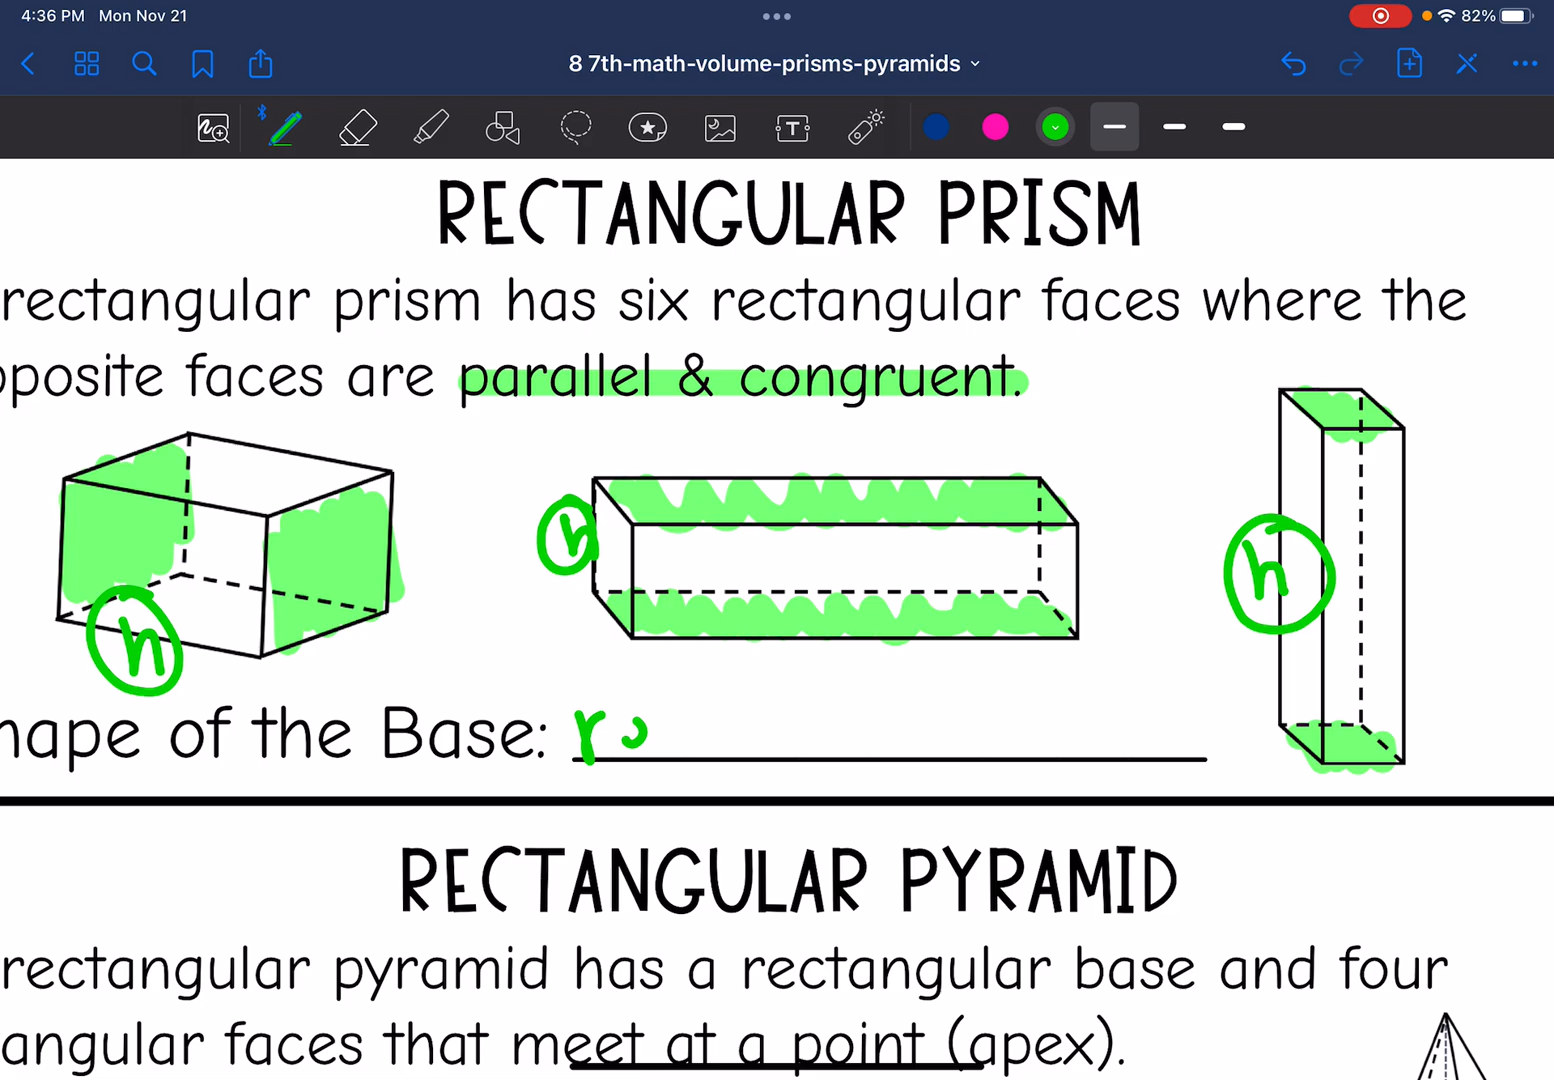 4:36 PM Mon Nov 21
82%
8 7th-math-volume-prisms-pyramids
T
RECTANGULAR PRISM
rectangular prism has six rectangular faces where the
pposite faces are parallel & congruent.
h
h
h
hape of the Base: r
RECTANGULAR PYRAMID
rectangular pyramid has a rectangular base and four
angular faces that meet at a point (apex).